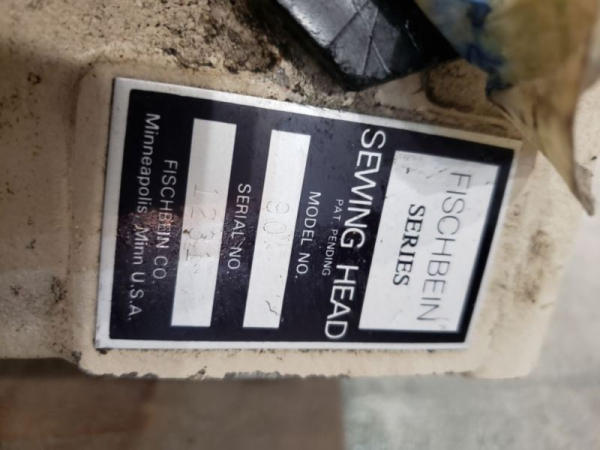 FISCHBEIN
SERIES
SEWING HEAD
PAT. PENDING
MODEL NO.
SERIAL NO.
FISCHBEIN CO.
Minneapolis, Minn U.S.A.